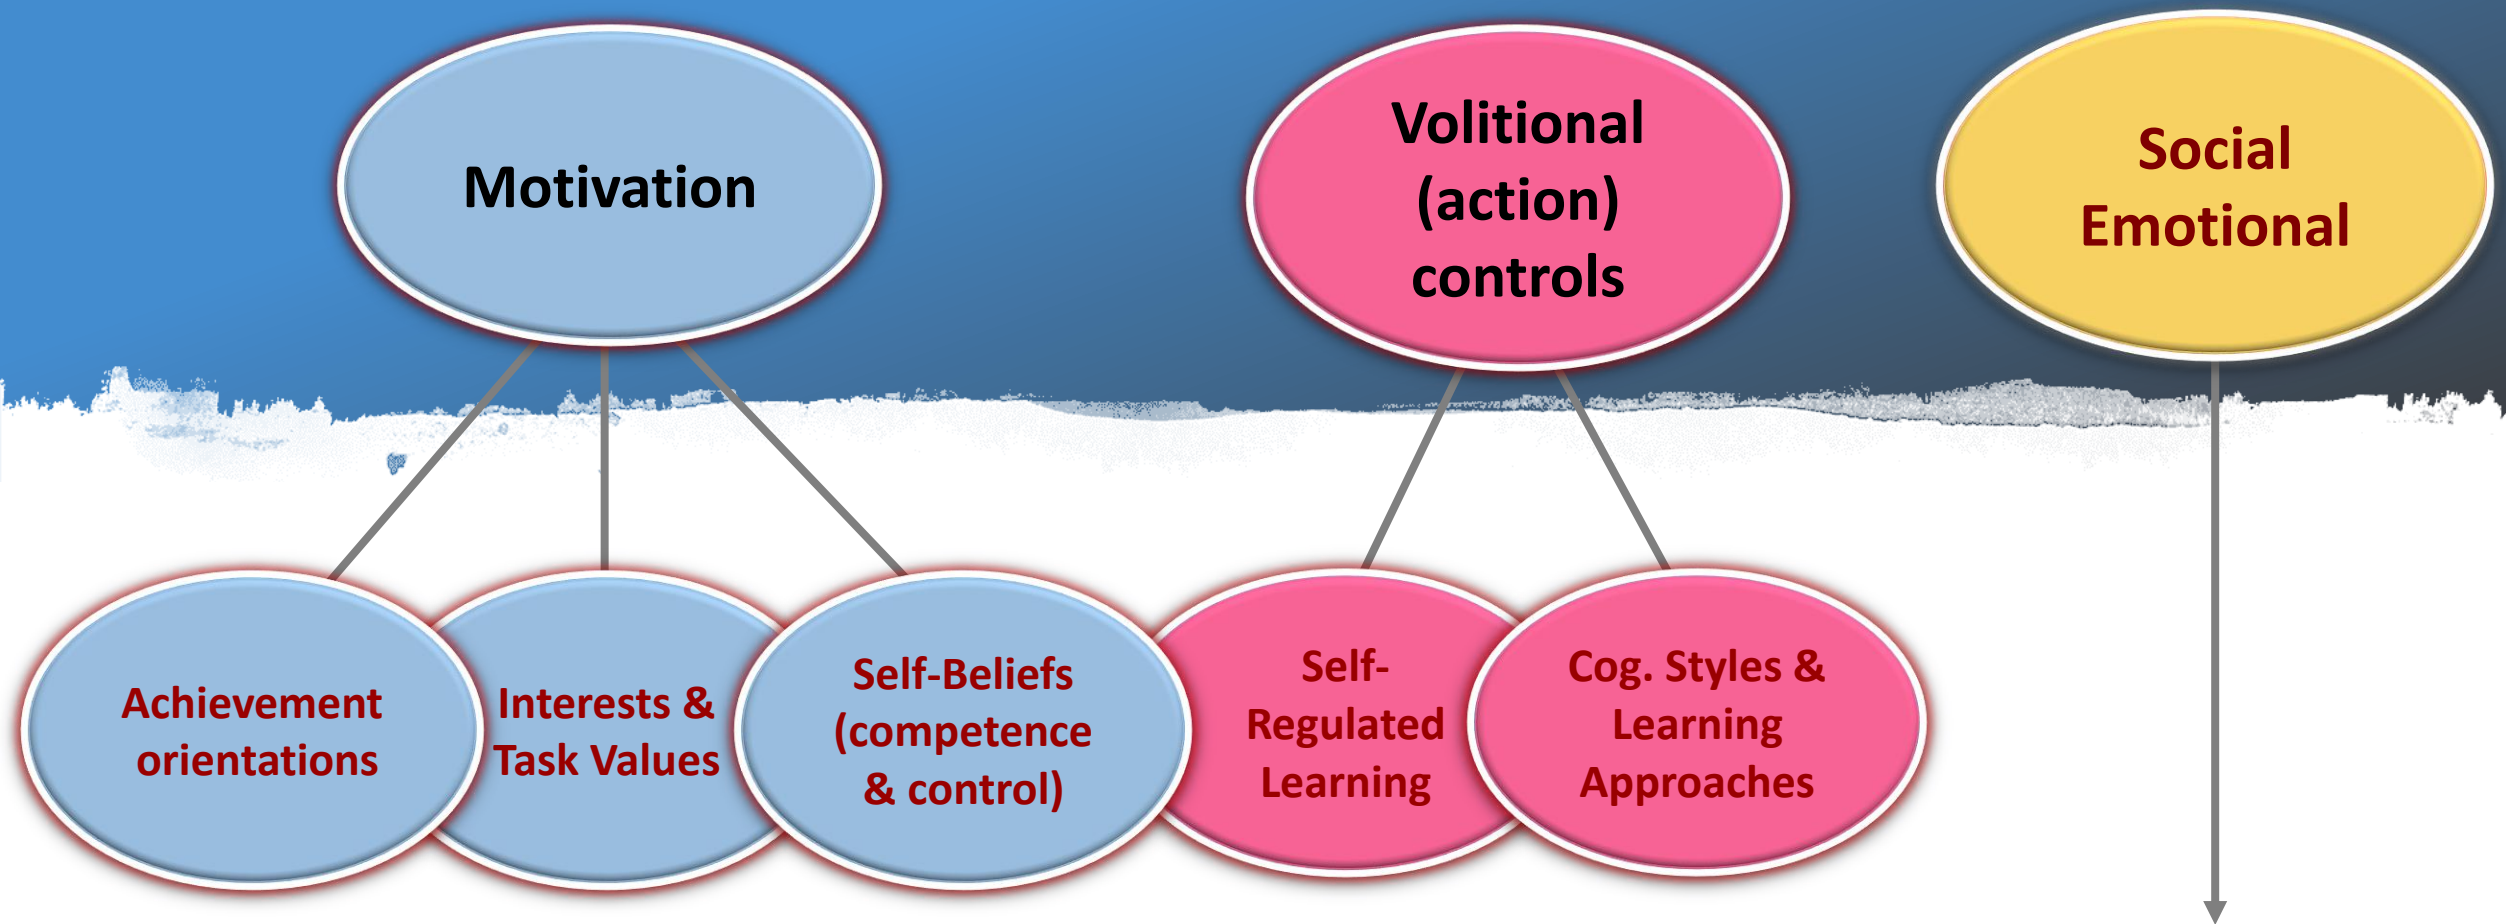 Motivation
Volitional
(action)
controls
Social
Emotional
Achievement
orientations
Interests &
Task Values
Self-Beliefs
(competence
& control)
Self-
Regulated
Learning
Cog. Styles &
Learning
Approaches